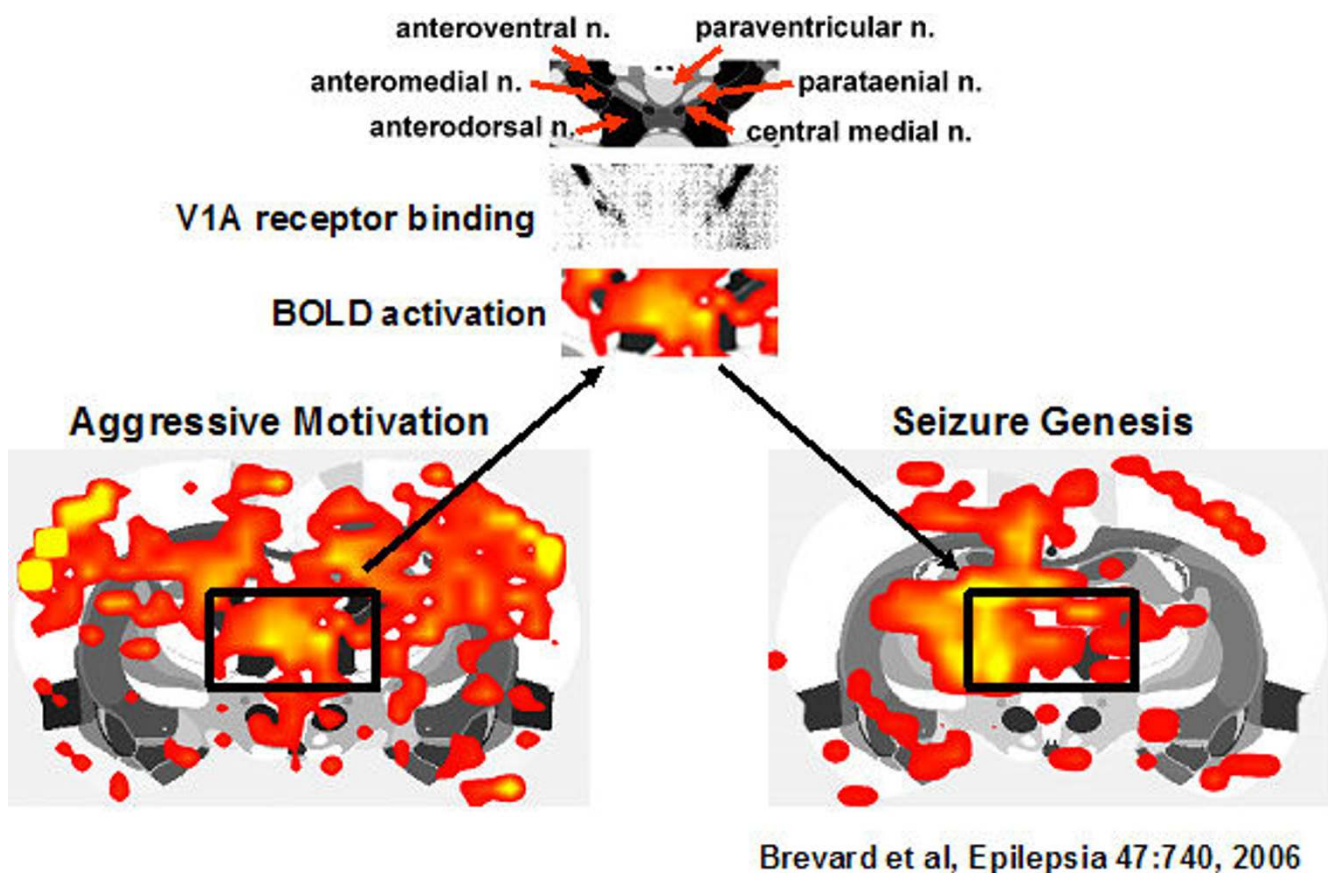 anteroventral n. paraventricular n.
anteromedial n. parataenial n.
anterodorsal n. central medial n.
V1A receptor binding
BOLD activation
Aggressive Motivation Seizure Genesis
Brevard et al, Epilepsia 47:740, 2006